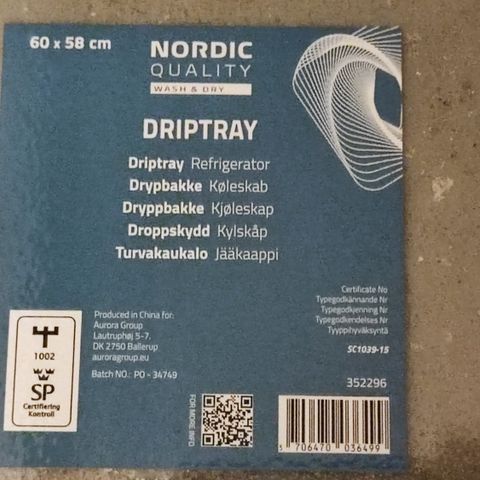 60 x 58 cm
NORDIC
QUALITY
WASH & DRY
DRIPTRAY
Driptray Refrigerator
Drypbakke Køleskab
Dryppbakke Kjøleskap
Droppskydd Kylskåp
Turvakaukalo Jääkaappi
Certificate No
Typegodkännande Nr
Typegodkjenning Nr
Typegodkendelses Nr
Tyyppihyväksyntä
SC1039-15
Produced in China for:
Aurora Group
Lautruphøj 5-7.
DK 2750 Ballerup
auroragroup.eu
Batch NO.: PO - 34749
1002
SP
Certifiering
Kontroll
FOR MORE INFO
352296
5 706470 036499